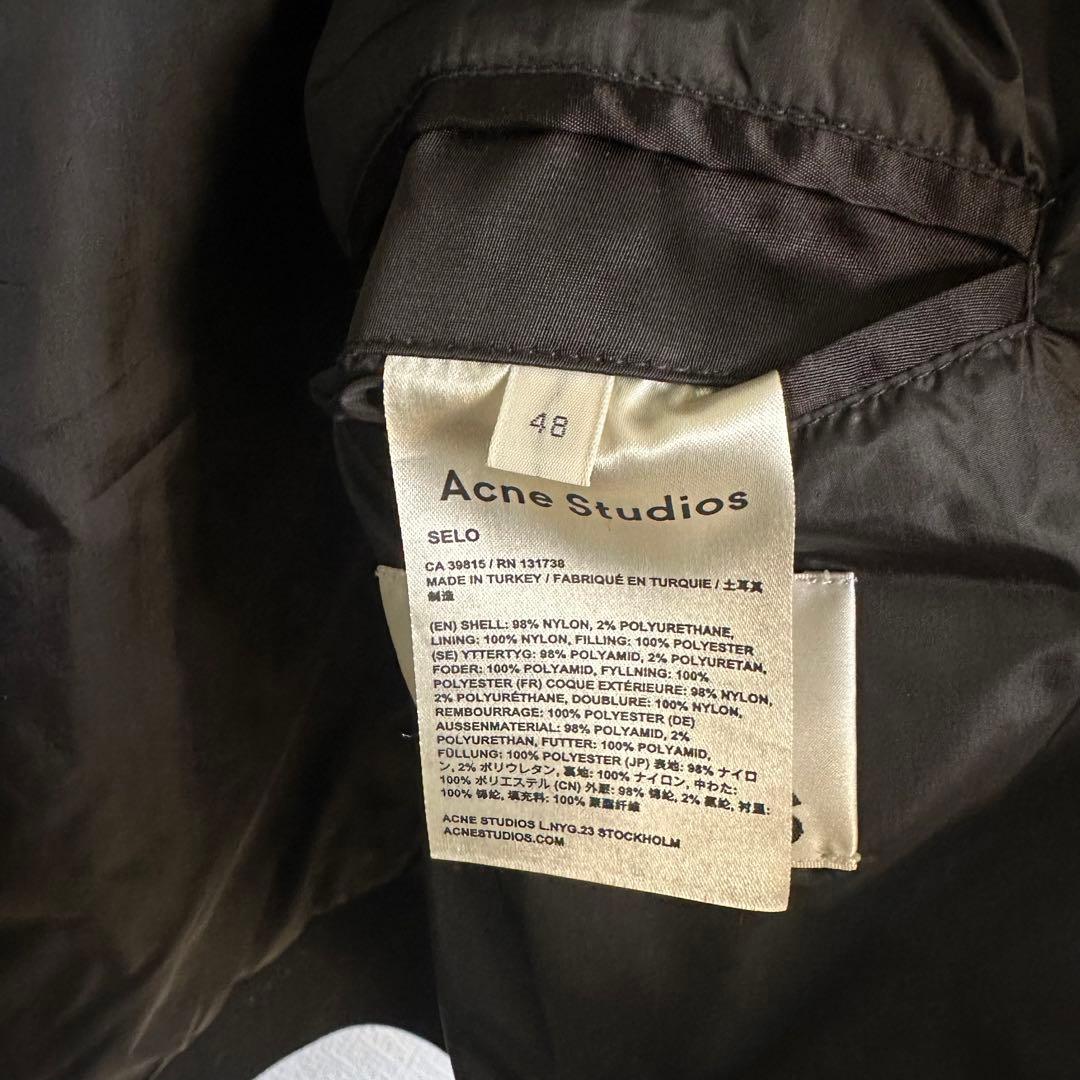 48
Acne Studios
SELO
CA 39815 / RN 131738
MADE IN TURKEY / FABRIQUÉ EN TURQUIE / 土耳其
制造
(EN) SHELL: 98% NYLON, 2% POLYURETHANE,
LINING: 100% NYLON, FILLING: 100% POLYESTER
(SE) YTTERTYG: 98% POLYAMID, 2% POLYURETAN,
FODER: 100% POLYAMID, FYLLNING: 100%
POLYESTER (FR) COQUE EXTÉRIEURE: 98% NYLON,
2% POLYURÉTHANE, DOUBLURE: 100% NYLON,
REMBOURRAGE: 100% POLYESTER (DE)
AUSSENMATERIAL: 98% POLYAMID, 2%
POLYURETHAN, FUTTER: 100% POLYAMID,
FÜLLUNG: 100% POLYESTER (JP) 表地: 98% ナイロ
ン, 2% ポリウレタン, 裏地: 100% ナイロン, 中わた:
100% ポリエステル (CN) 外层: 98% 锦纶, 2% 氨纶, 衬里:
100% 锦纶, 填充料: 100% 聚酯纤维
ACNE STUDIOS L.NYG.23 STOCKHOLM
ACNESTUDIOS.COM